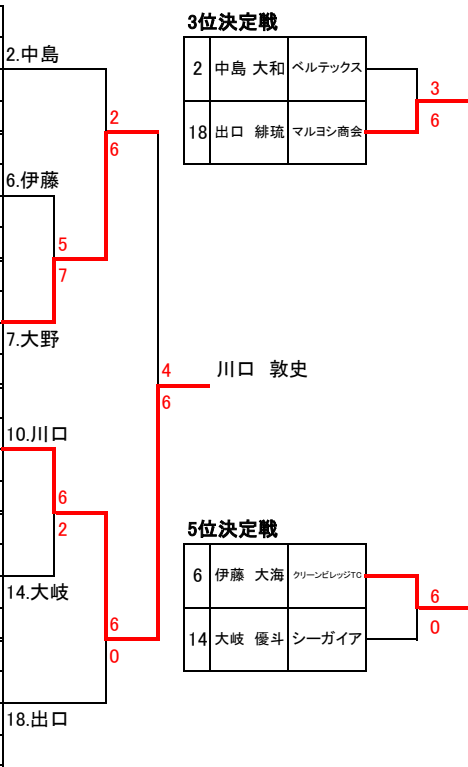 3位決定戦
2.中島
2 中島 大和 ベルテックス
3
2
6
18 出口 緋琉 マルヨシ商会
6
6.伊藤
5
7
7.大野
4
川口 敦史
6
10.川口
6
2
5位決定戦
6 伊藤 大海 クリーンビレッジTC
14.大岐
6
6
0
14 大岐 優斗 シーガイア
0
18.出口